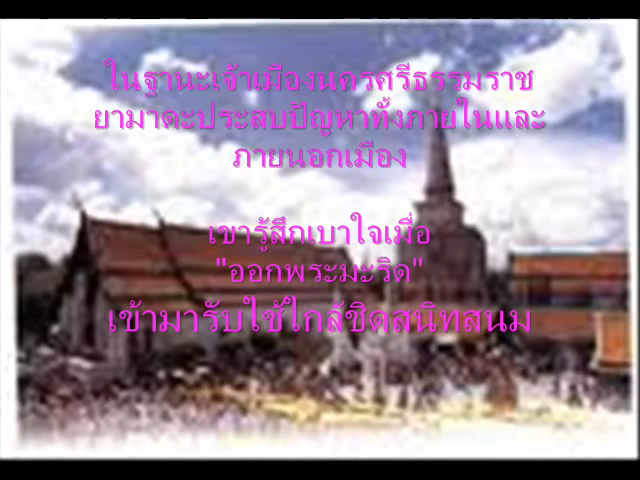 ในฐานะเจ้าเมืองนครศรีธรรมราช
ยามาดะประสบปัญหาทั้งภายในและ
ภายนอกเมือง
เขารู้สึกเบาใจเมื่อ
"ออกพระมะริด"
เข้ามารับใช้ใกล้ชิดสนิทสนม